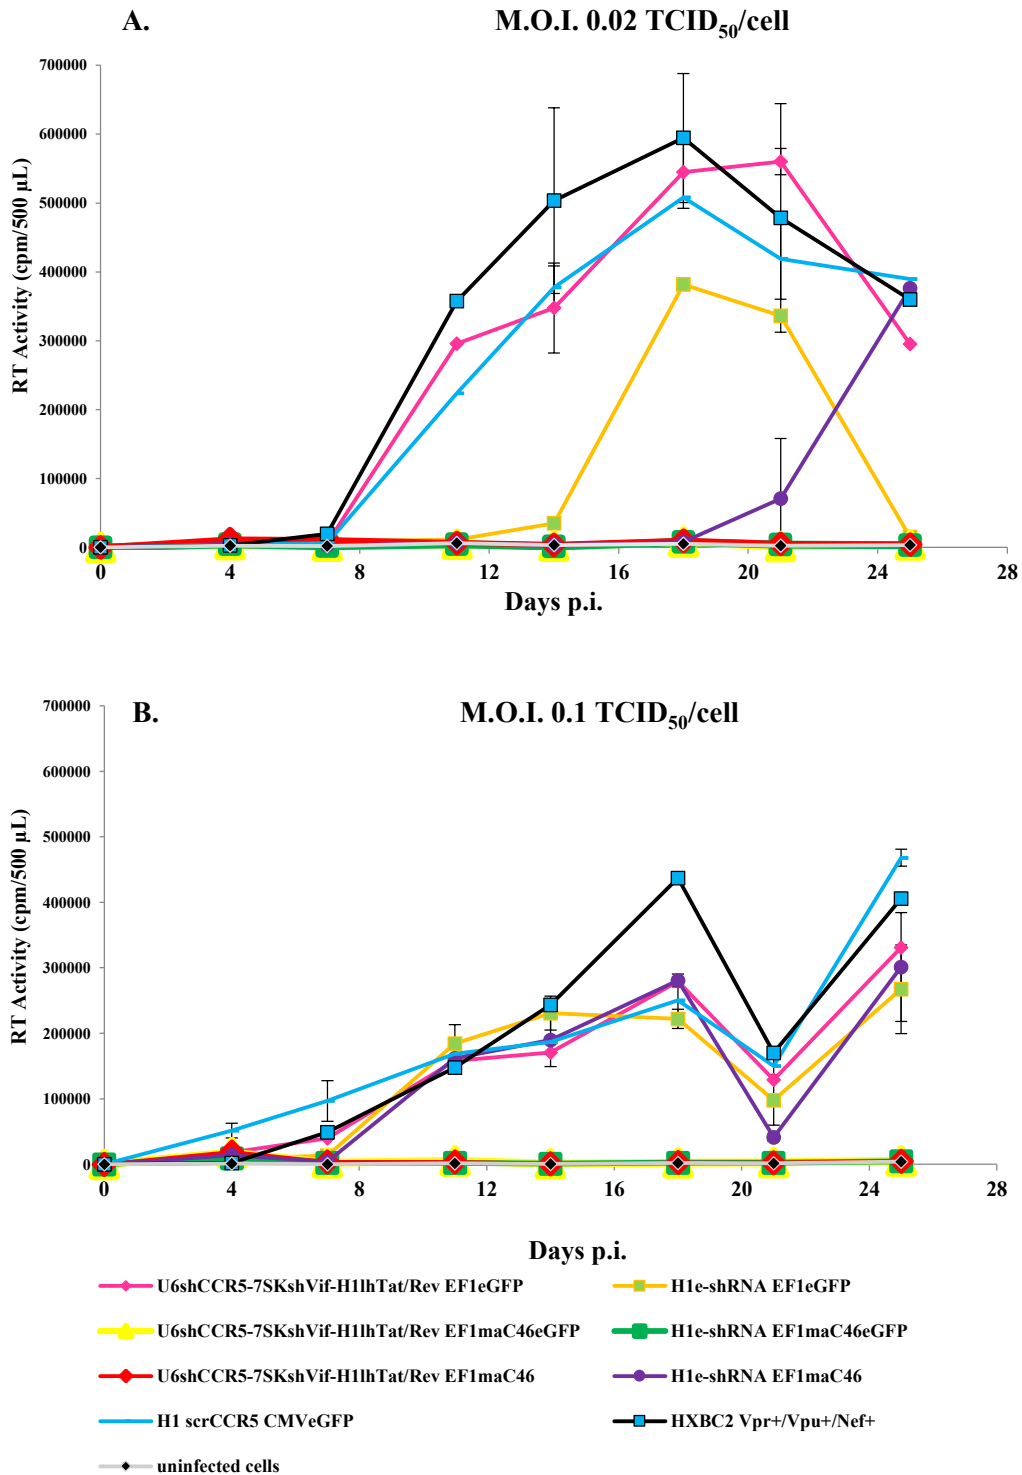 A.
M.O.I. 0.02 TCID₅₀/cell
700000
600000
500000
400000
300000
200000
100000
0
RT Activity (cpm/500 µL)
0 4 8 12 16 20 24 28
Days p.i.
B.
M.O.I. 0.1 TCID₅₀/cell
700000
600000
500000
400000
300000
200000
100000
0
RT Activity (cpm/500 µL)
0 4 8 12 16 20 24 28
Days p.i.
U6shCCR5-7SKshVif-H1lhTat/Rev EF1eGFP
H1e-shRNA EF1eGFP
U6shCCR5-7SKshVif-H1lhTat/Rev EF1maC46eGFP
H1e-shRNA EF1maC46eGFP
U6shCCR5-7SKshVif-H1lhTat/Rev EF1maC46
H1e-shRNA EF1maC46
H1 scrCCR5 CMVeGFP
HXBC2 Vpr+/Vpu+/Nef+
uninfected cells